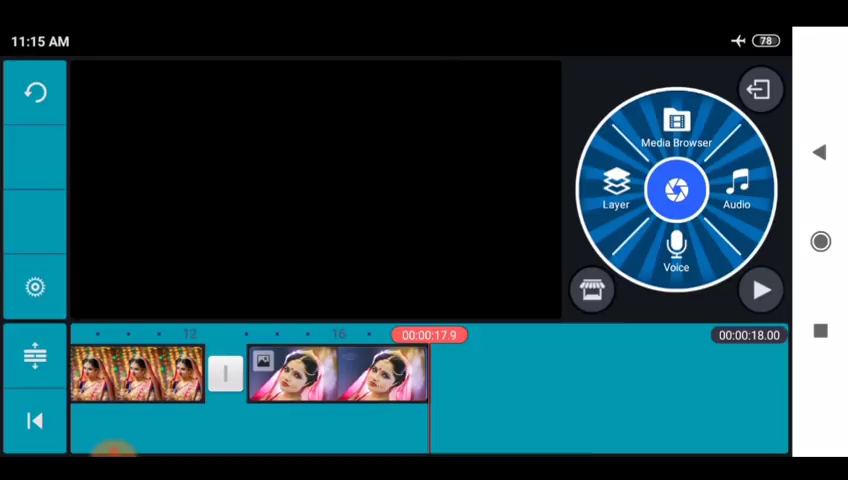 11:15 AM
78
Media Browser
Layer
Audio
Voice
12
16
00:00:17.9
00:00:18.00